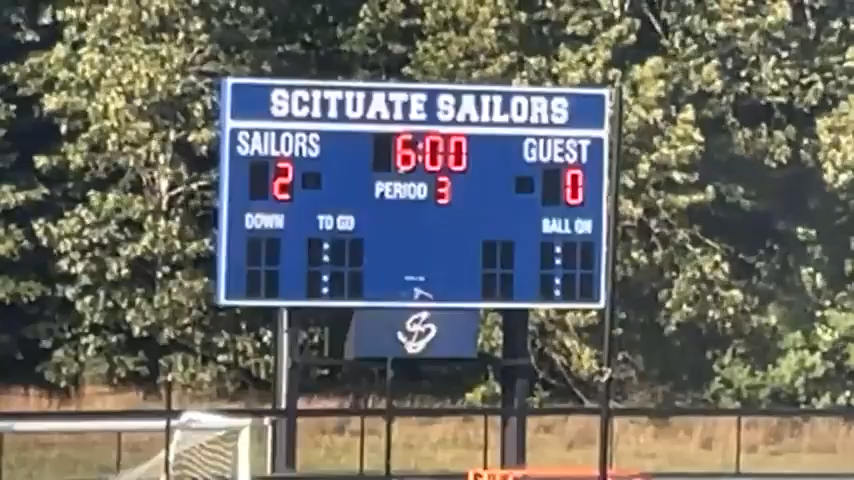 SCITUATE SAILORS
SAILORS 6:00 GUEST
2 PERIOD 3 0
DOWN TO GO BALL ON